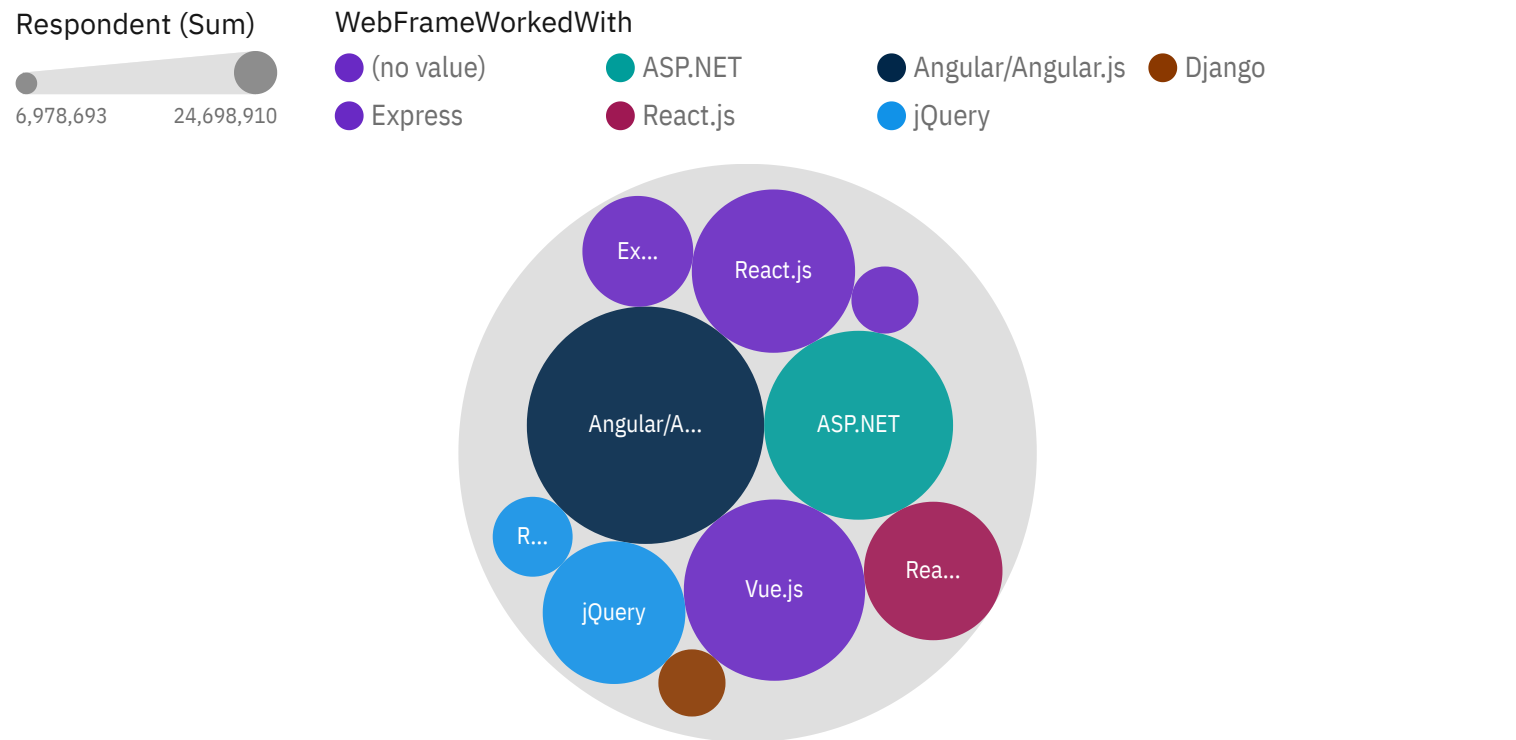 Respondent (Sum)
6,978,693 24,698,910
WebFrameWorkedWith
(no value) ASP.NET Angular/Angular.js Django
Express React.js jQuery
Ex...
React.js
Angular/A...
ASP.NET
R...
Rea...
Vue.js
jQuery